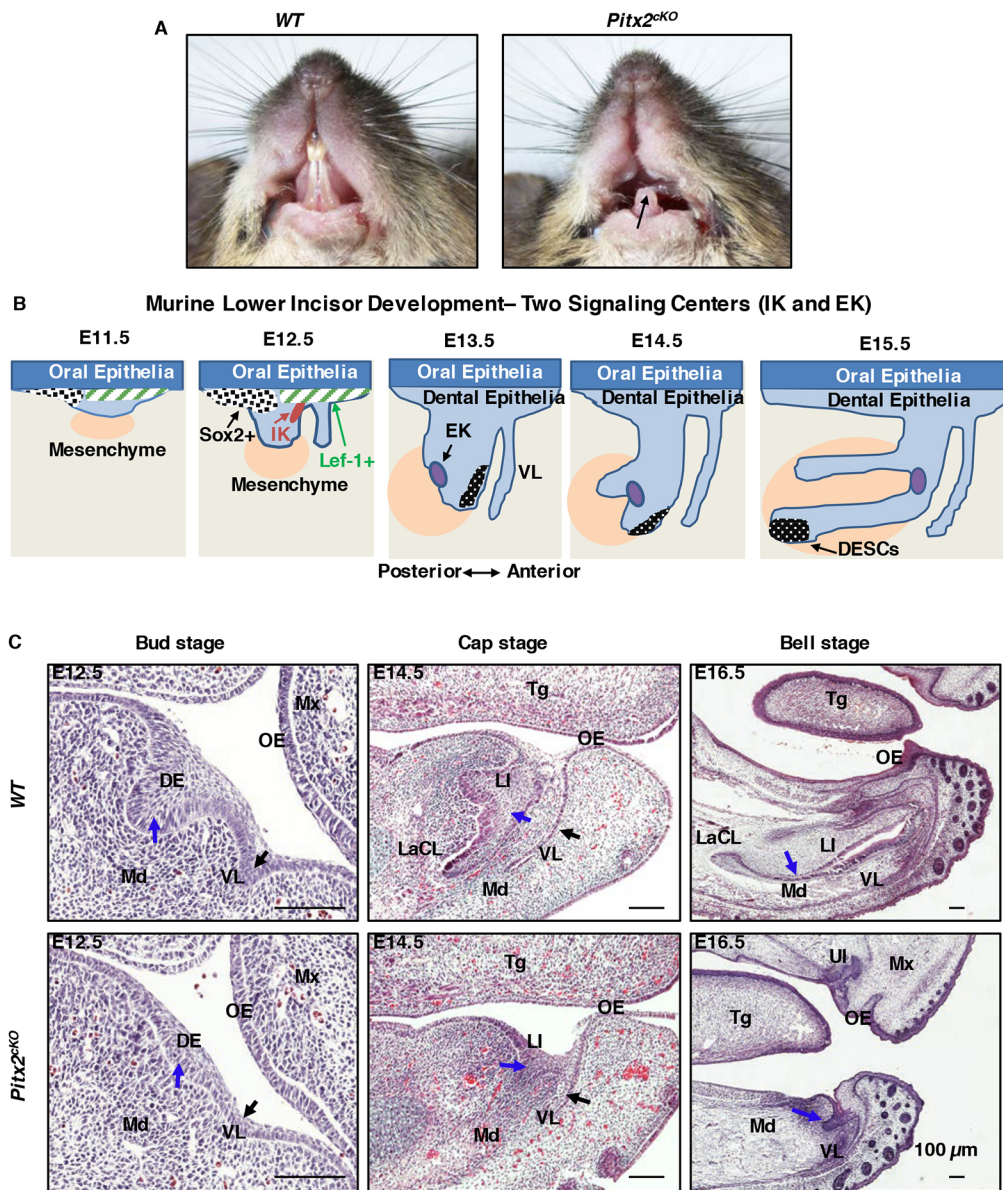 A
WT
Pitx2cKO
B
Murine Lower Incisor Development– Two Signaling Centers (IK and EK)
E11.5
E12.5
E13.5
E14.5
E15.5
Oral Epithelia
Oral Epithelia
Oral Epithelia
Oral Epithelia
Oral Epithelia
Dental Epithelia
Dental Epithelia
Dental Epithelia
Mesenchyme
Sox2+
IK
Lef-1+
Mesenchyme
EK
VL
DESCs
Posterior↔Anterior
C
Bud stage
Cap stage
Bell stage
WT
E12.5
Mx
OE
DE
Md
VL
E14.5
Tg
OE
LI
LaCL
VL
Md
E16.5
Tg
OE
LI
Md
VL
Pitx2cKO
E12.5
Mx
OE
DE
Md
VL
E14.5
Tg
OE
LI
VL
Md
E16.5
UI
Mx
Tg
OE
Md
VL
100 µm